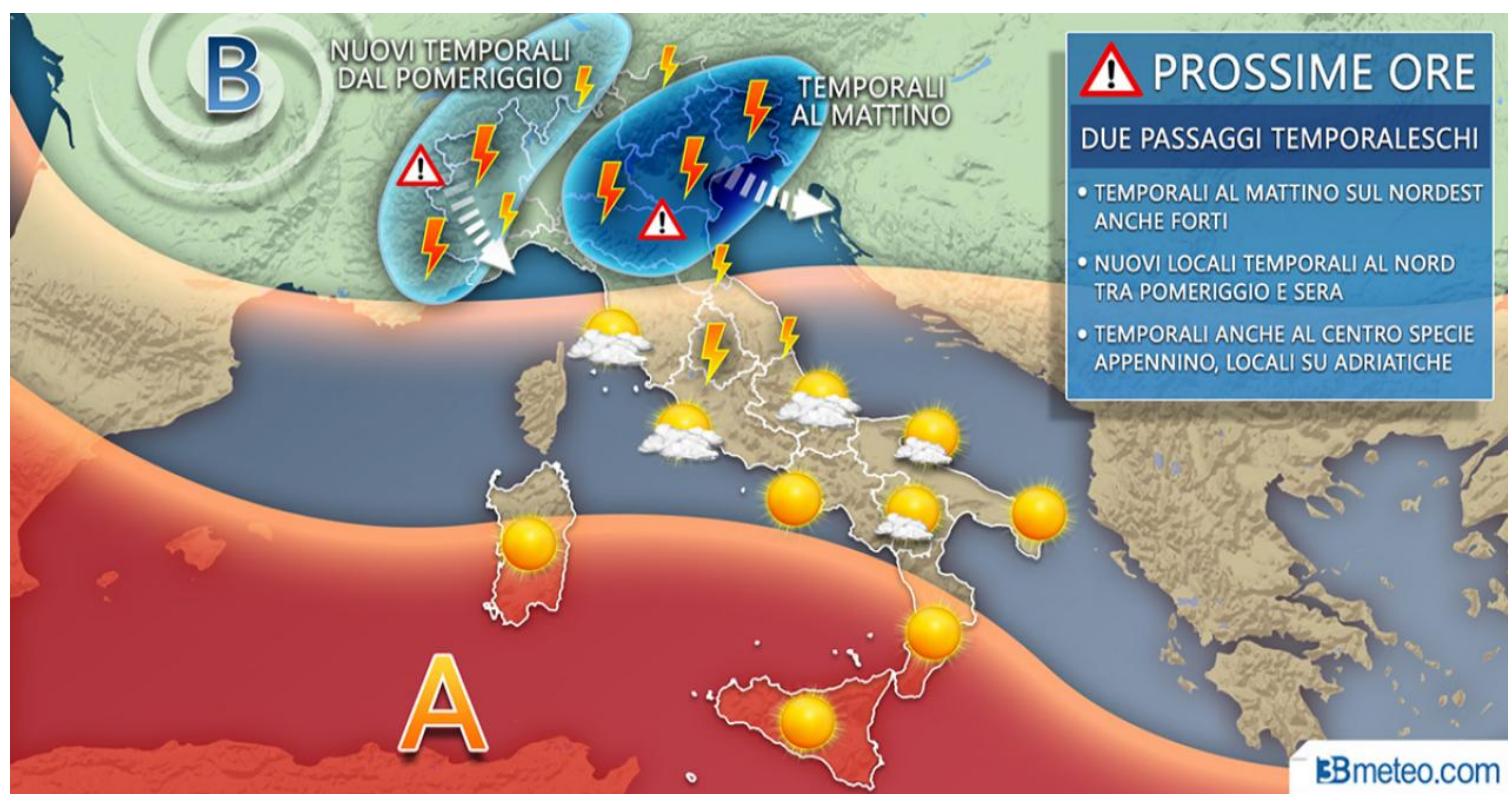 B
NUOVI TEMPORALI
DAL POMERIGGIO
TEMPORALI
AL MATTINO
PROSSIME ORE
DUE PASSAGGI TEMPORALESCHI
• TEMPORALI AL MATTINO SUL NORDEST
ANCHE FORTI
• NUOVI LOCALI TEMPORALI AL NORD
TRA POMERIGGIO E SERA
• TEMPORALI ANCHE AL CENTRO SPECIE
APPENNINO, LOCALI SU ADRIATICHE
A
3Bmeteo.com